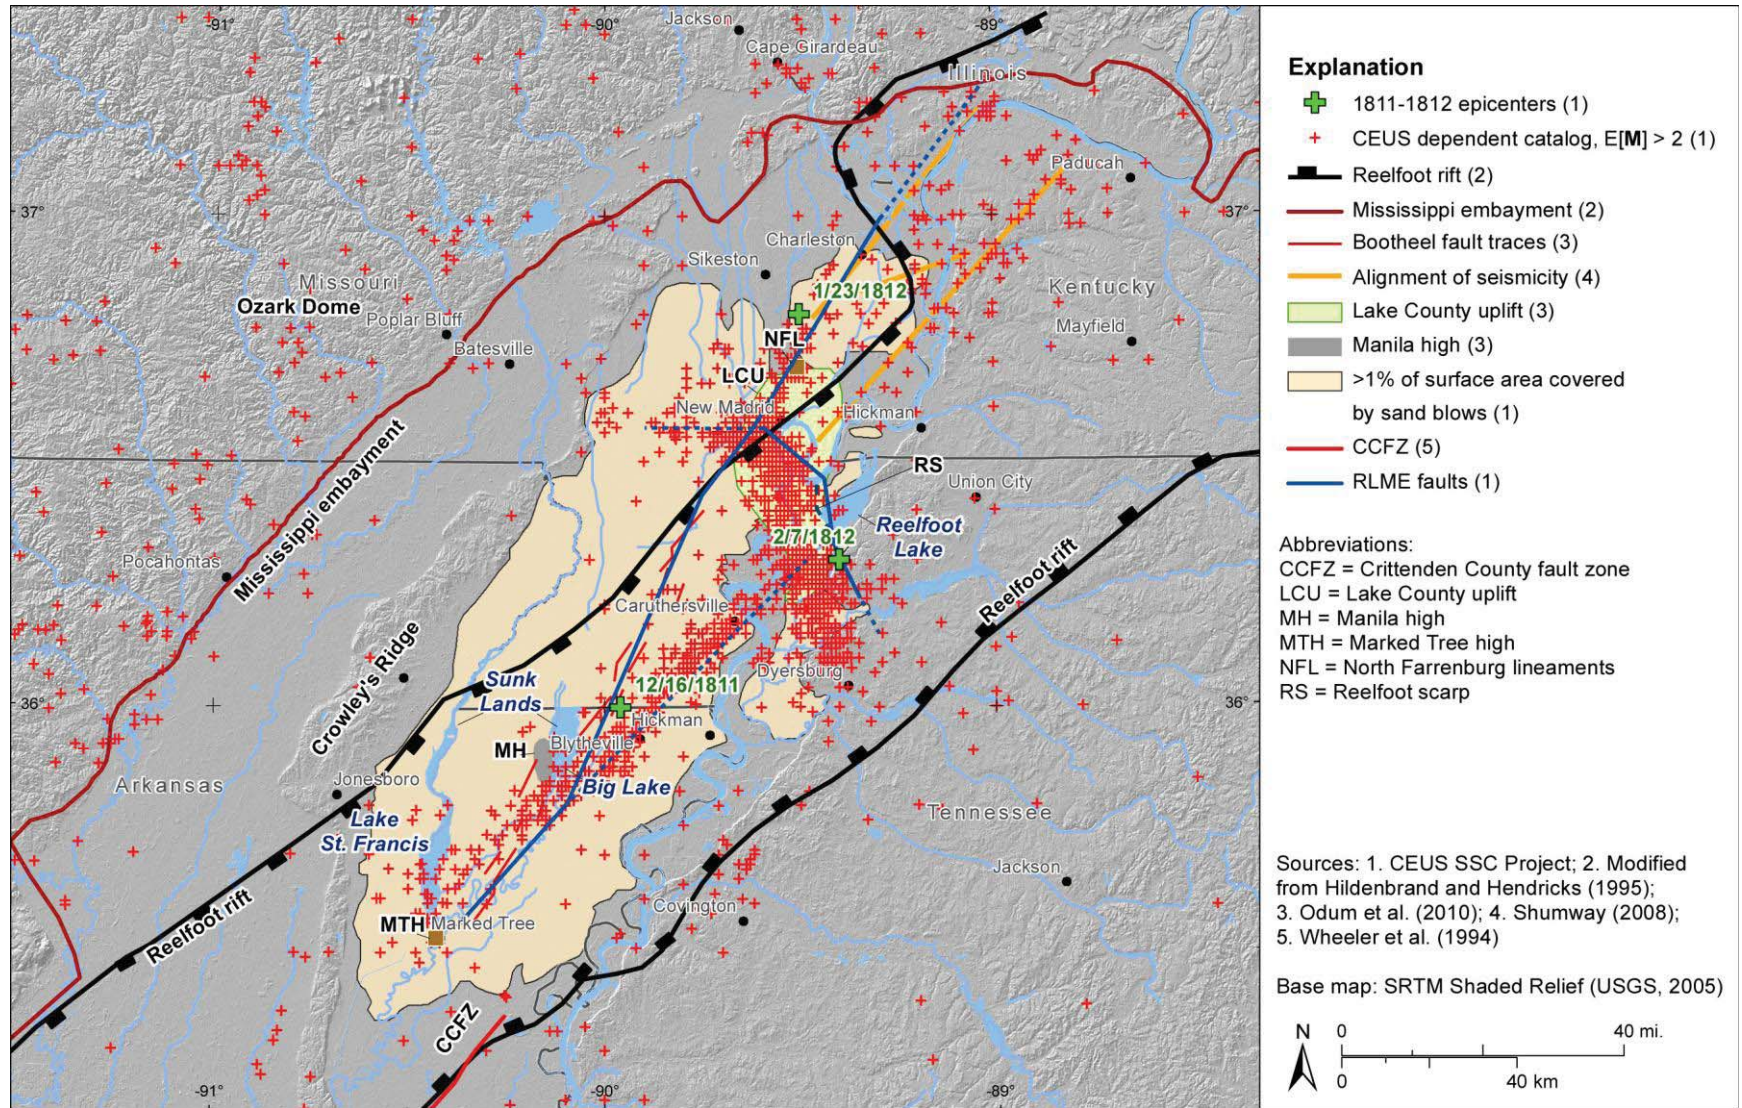 -91°
-90°
-89°
Jackson
Cape Girardeau
Illinois
Paducah
37°
37°
Charleston
Sikeston
Missouri
1/23/1812
Kentucky
Ozark Dome
Poplar Bluff
Mayfield
NFL
Batesville
LCU
New Madrid
Hickman
RS
Union City
Mississippi embayment
Reelfoot
Lake
2/7/1812
Pocahontas
Mississippi embayment
Reelfoot rift
Caruthersville
Crowley's Ridge
Dyersburg
Sunk
Lands
12/16/1811
36°
36°
Hickman
MH
Blytheville
Big Lake
Arkansas
Jonesboro
Tennessee
Lake
St. Francis
Jackson
Covington
MTH
Marked Tree
Reelfoot rift
CCFZ
-91°
-90°
-89°
Explanation
1811-1812 epicenters (1)
CEUS dependent catalog, E[M] > 2 (1)
Reelfoot rift (2)
Mississippi embayment (2)
Bootheel fault traces (3)
Alignment of seismicity (4)
Lake County uplift (3)
Manila high (3)
>1% of surface area covered
by sand blows (1)
CCFZ (5)
RLME faults (1)
Abbreviations:
CCFZ = Crittenden County fault zone
LCU = Lake County uplift
MH = Manila high
MTH = Marked Tree high
NFL = North Farrenburg lineaments
RS = Reelfoot scarp
Sources: 1. CEUS SSC Project; 2. Modified
from Hildenbrand and Hendricks (1995);
3. Odum et al. (2010); 4. Shumway (2008);
5. Wheeler et al. (1994)
Base map: SRTM Shaded Relief (USGS, 2005)
N
0
40 mi.
0
40 km